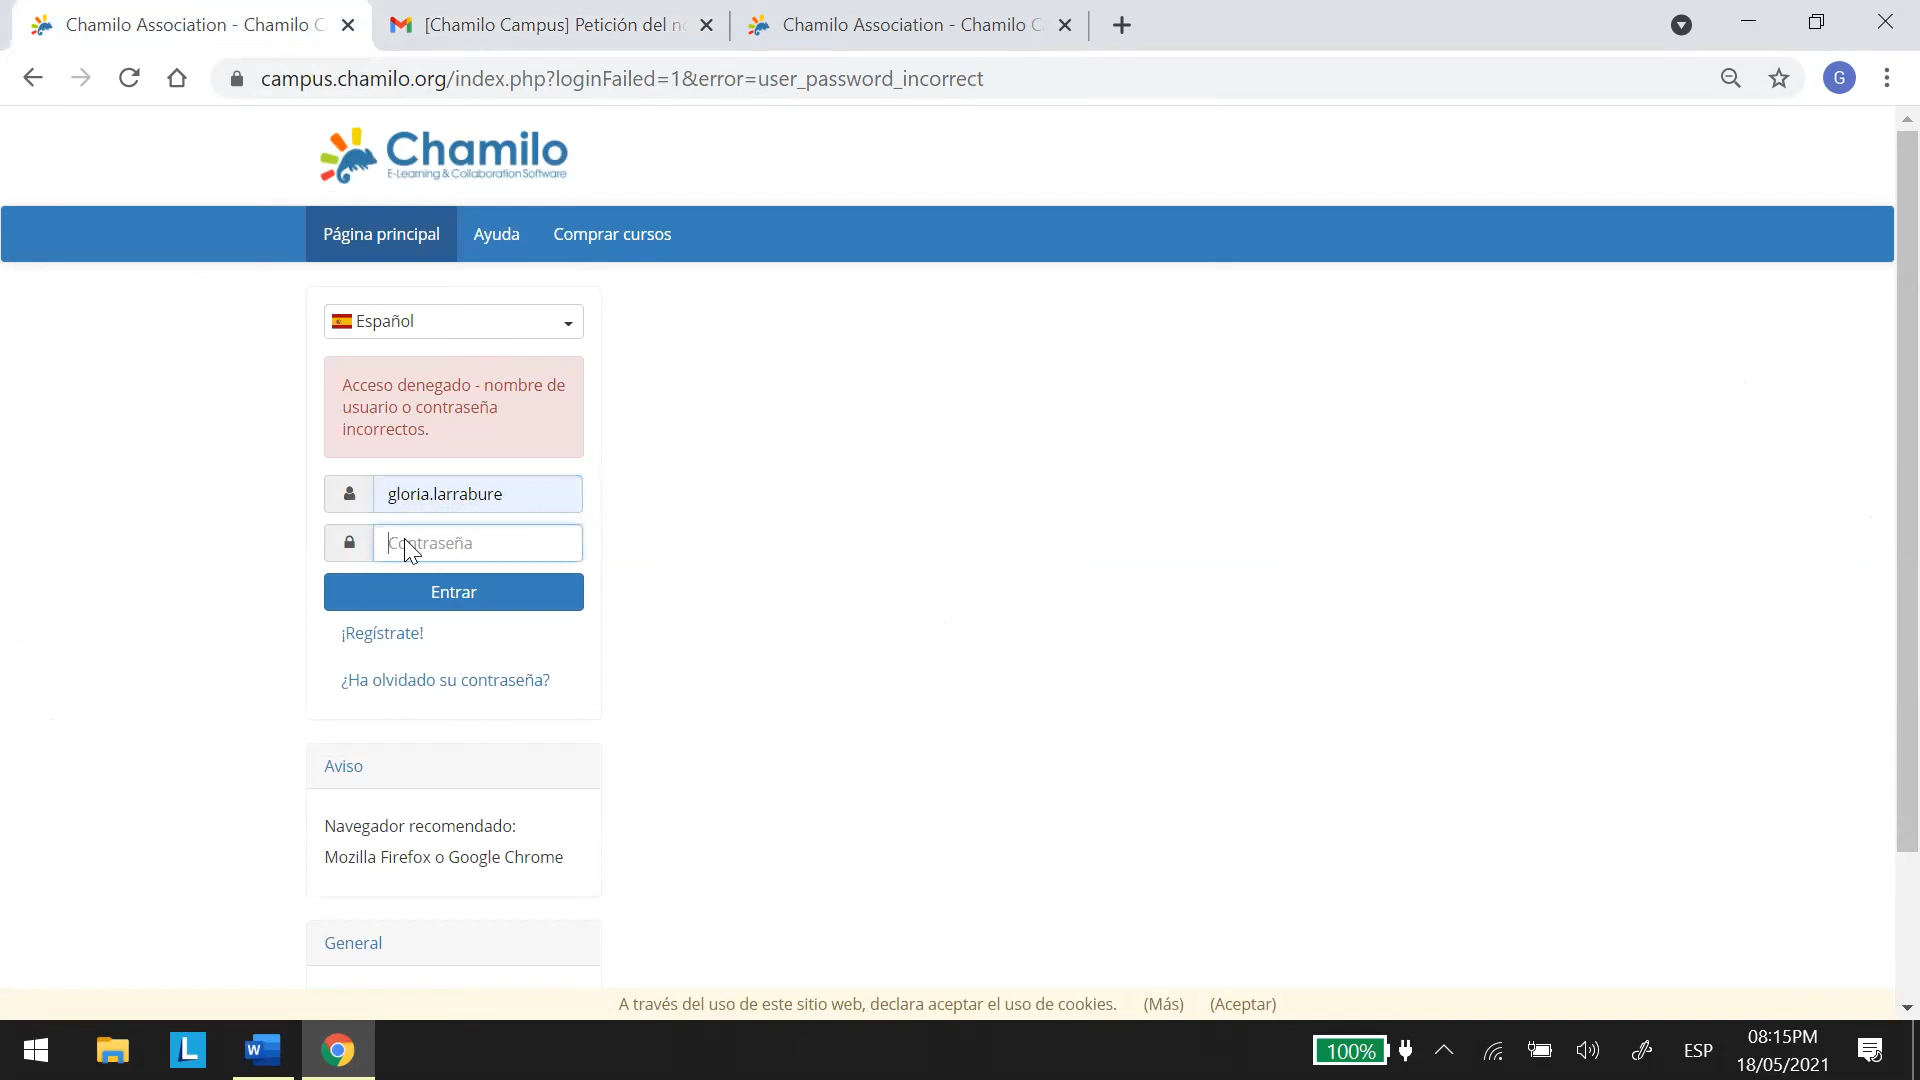 Chamilo Association - Chamilo C
[Chamilo Campus] Petición del n
Chamilo Association - Chamilo C
campus.chamilo.org/index.php?loginFailed=1&error=user_password_incorrect
G
Chamilo
E-Learning & Collaboration Software
Página principal
Ayuda
Comprar cursos
Español
Acceso denegado - nombre de
usuario o contraseña
incorrectos.
gloria.larrabure
Contraseña
Entrar
¡Regístrate!
¿Ha olvidado su contraseña?
Aviso
Navegador recomendado:
Mozilla Firefox o Google Chrome
General
A través del uso de este sitio web, declara aceptar el uso de cookies. (Más) (Aceptar)
L
W
100%
ESP
08:15PM
18/05/2021